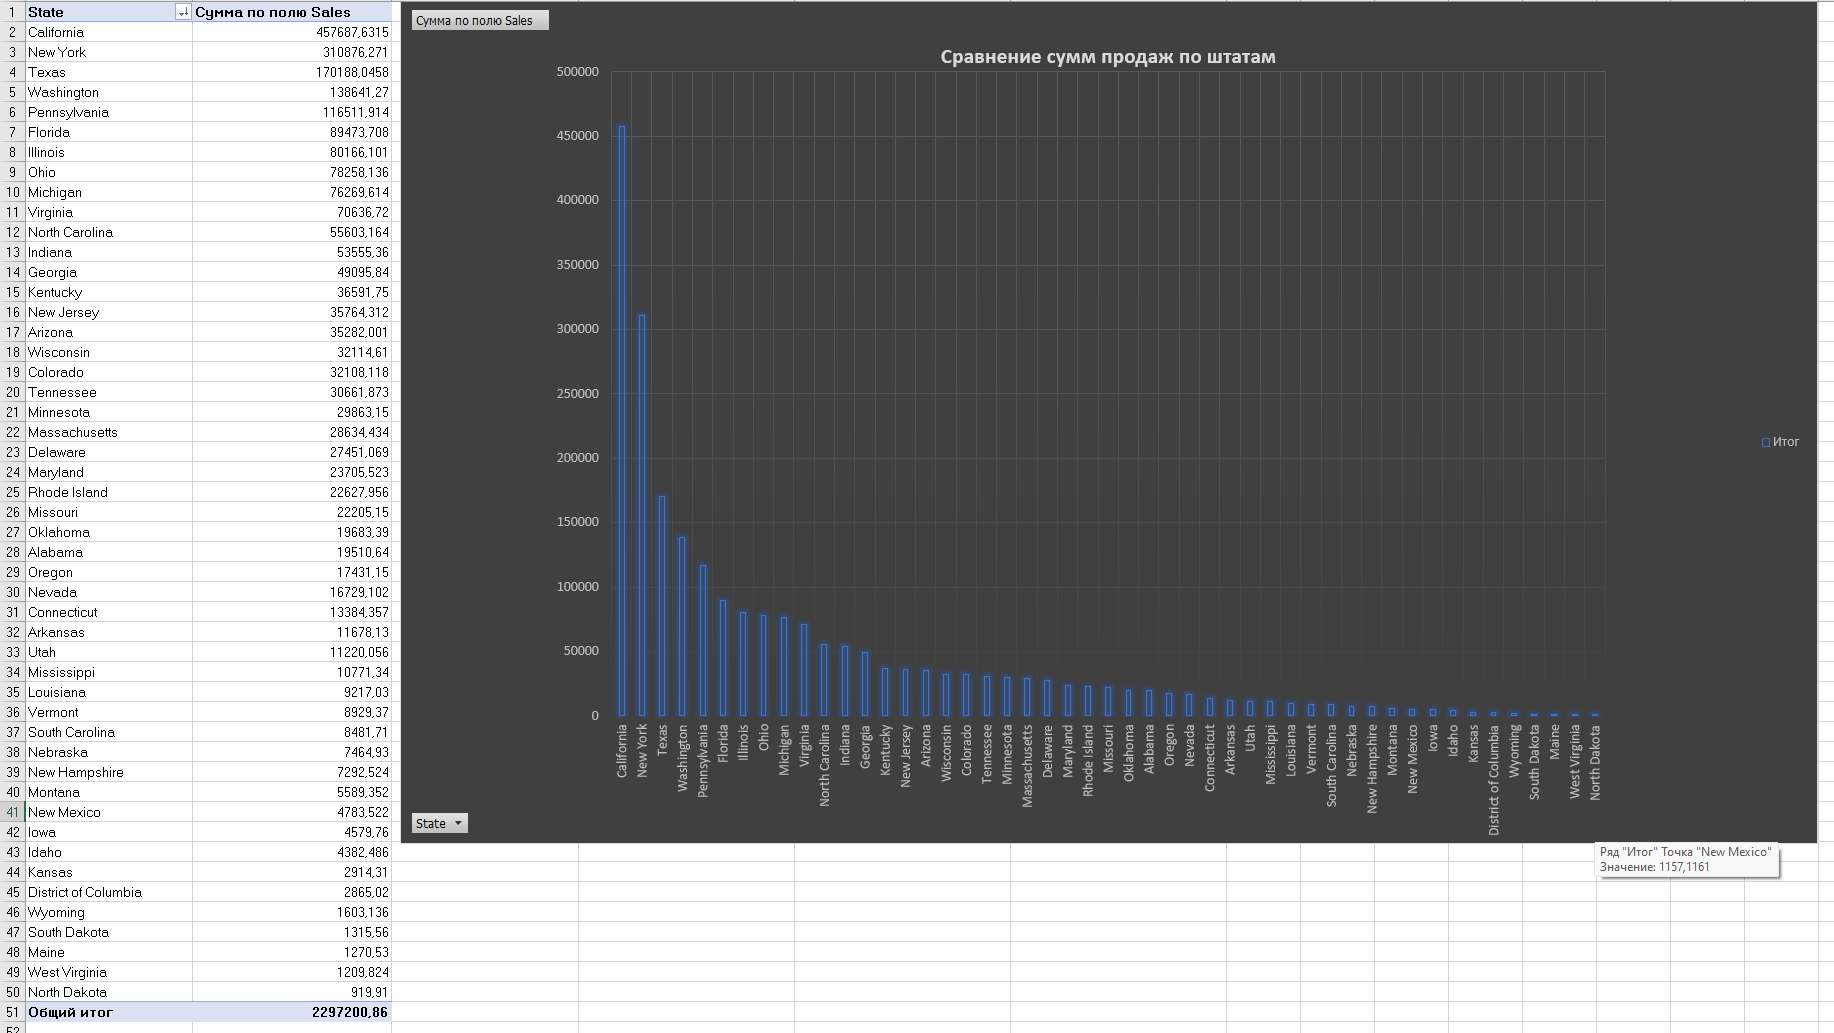 1 State Сумма по полю Sales
2 California 457687,6315
3 New York 310876,271
4 Texas 170188,0458
5 Washington 138641,27
6 Pennsylvania 116511,914
7 Florida 89473,708
8 Illinois 80166,101
9 Ohio 78258,136
10 Michigan 76269,614
11 Virginia 70636,72
12 North Carolina 55603,164
13 Indiana 53555,36
14 Georgia 49095,84
15 Kentucky 36591,75
16 New Jersey 35764,312
17 Arizona 35282,001
18 Wisconsin 32114,61
19 Colorado 32108,118
20 Tennessee 30661,873
21 Minnesota 29863,15
22 Massachusetts 28634,434
23 Delaware 27451,069
24 Maryland 23705,523
25 Rhode Island 22627,956
26 Missouri 22205,15
27 Oklahoma 19683,39
28 Alabama 19510,64
29 Oregon 17431,15
30 Nevada 16729,102
31 Connecticut 13384,357
32 Arkansas 11678,13
33 Utah 11220,056
34 Mississippi 10771,34
35 Louisiana 9217,03
36 Vermont 8929,37
37 South Carolina 8481,71
38 Nebraska 7464,93
39 New Hampshire 7292,524
40 Montana 5589,352
41 New Mexico 4783,522
42 Iowa 4579,76
43 Idaho 4382,486
44 Kansas 2914,31
45 District of Columbia 2865,02
46 Wyoming 1603,136
47 South Dakota 1315,56
48 Maine 1270,53
49 West Virginia 1209,824
50 North Dakota 919,91
51 Общий итог 2297200,86
52
Сумма по полю Sales
Сравнение сумм продаж по штатам
500000
450000
400000
350000
300000
250000
200000
150000
100000
50000
0
California
New York
Texas
Washington
Pennsylvania
Florida
Illinois
Ohio
Michigan
Virginia
North Carolina
Indiana
Georgia
Kentucky
New Jersey
Arizona
Wisconsin
Colorado
Tennessee
Minnesota
Massachusetts
Delaware
Maryland
Rhode Island
Missouri
Oklahoma
Alabama
Oregon
Nevada
Connecticut
Arkansas
Utah
Mississippi
Louisiana
Vermont
South Carolina
Nebraska
New Hampshire
Montana
New Mexico
Iowa
Idaho
Kansas
District of Columbia
Wyoming
South Dakota
Maine
West Virginia
North Dakota
Итог
State
Ряд "Итог" Точка "New Mexico"
Значение: 1157,1161